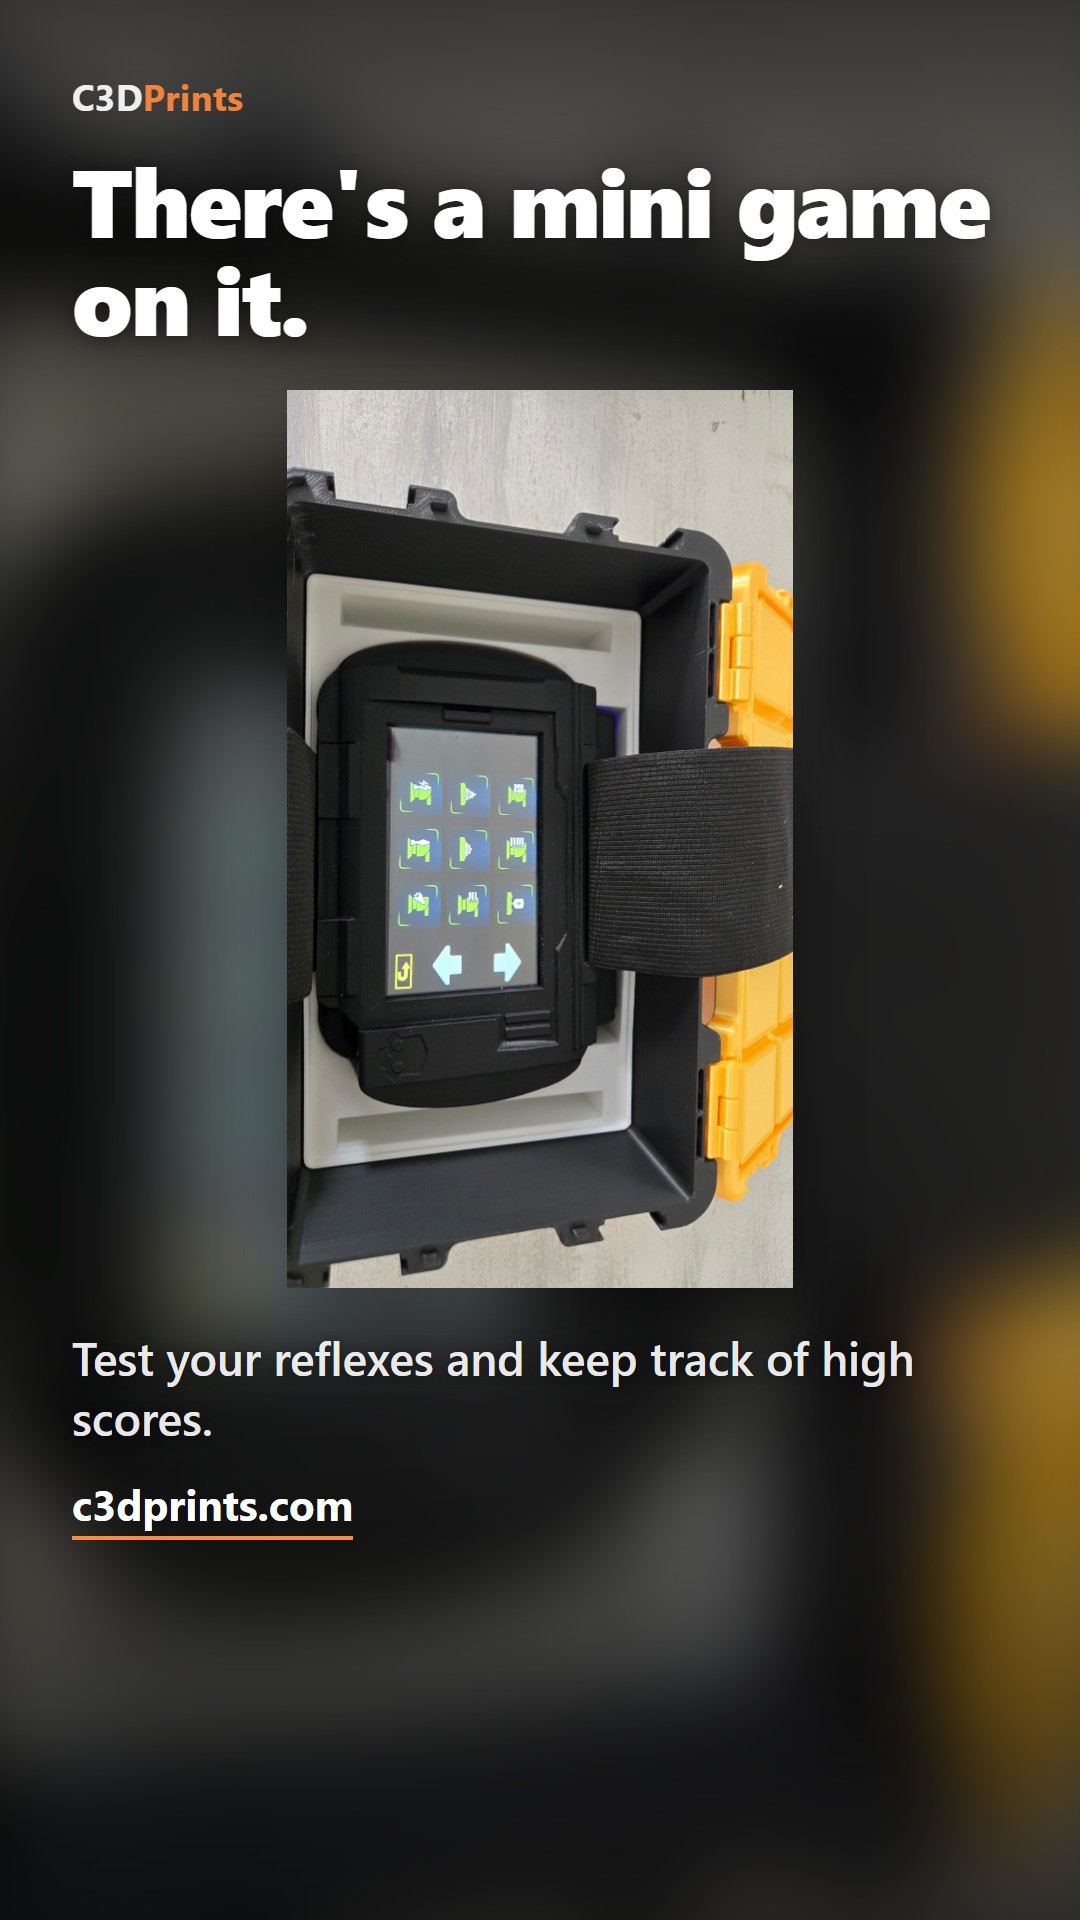 C3DPrints
There's a mini game
on it.
Test your reflexes and keep track of high
scores.
c3dprints.com